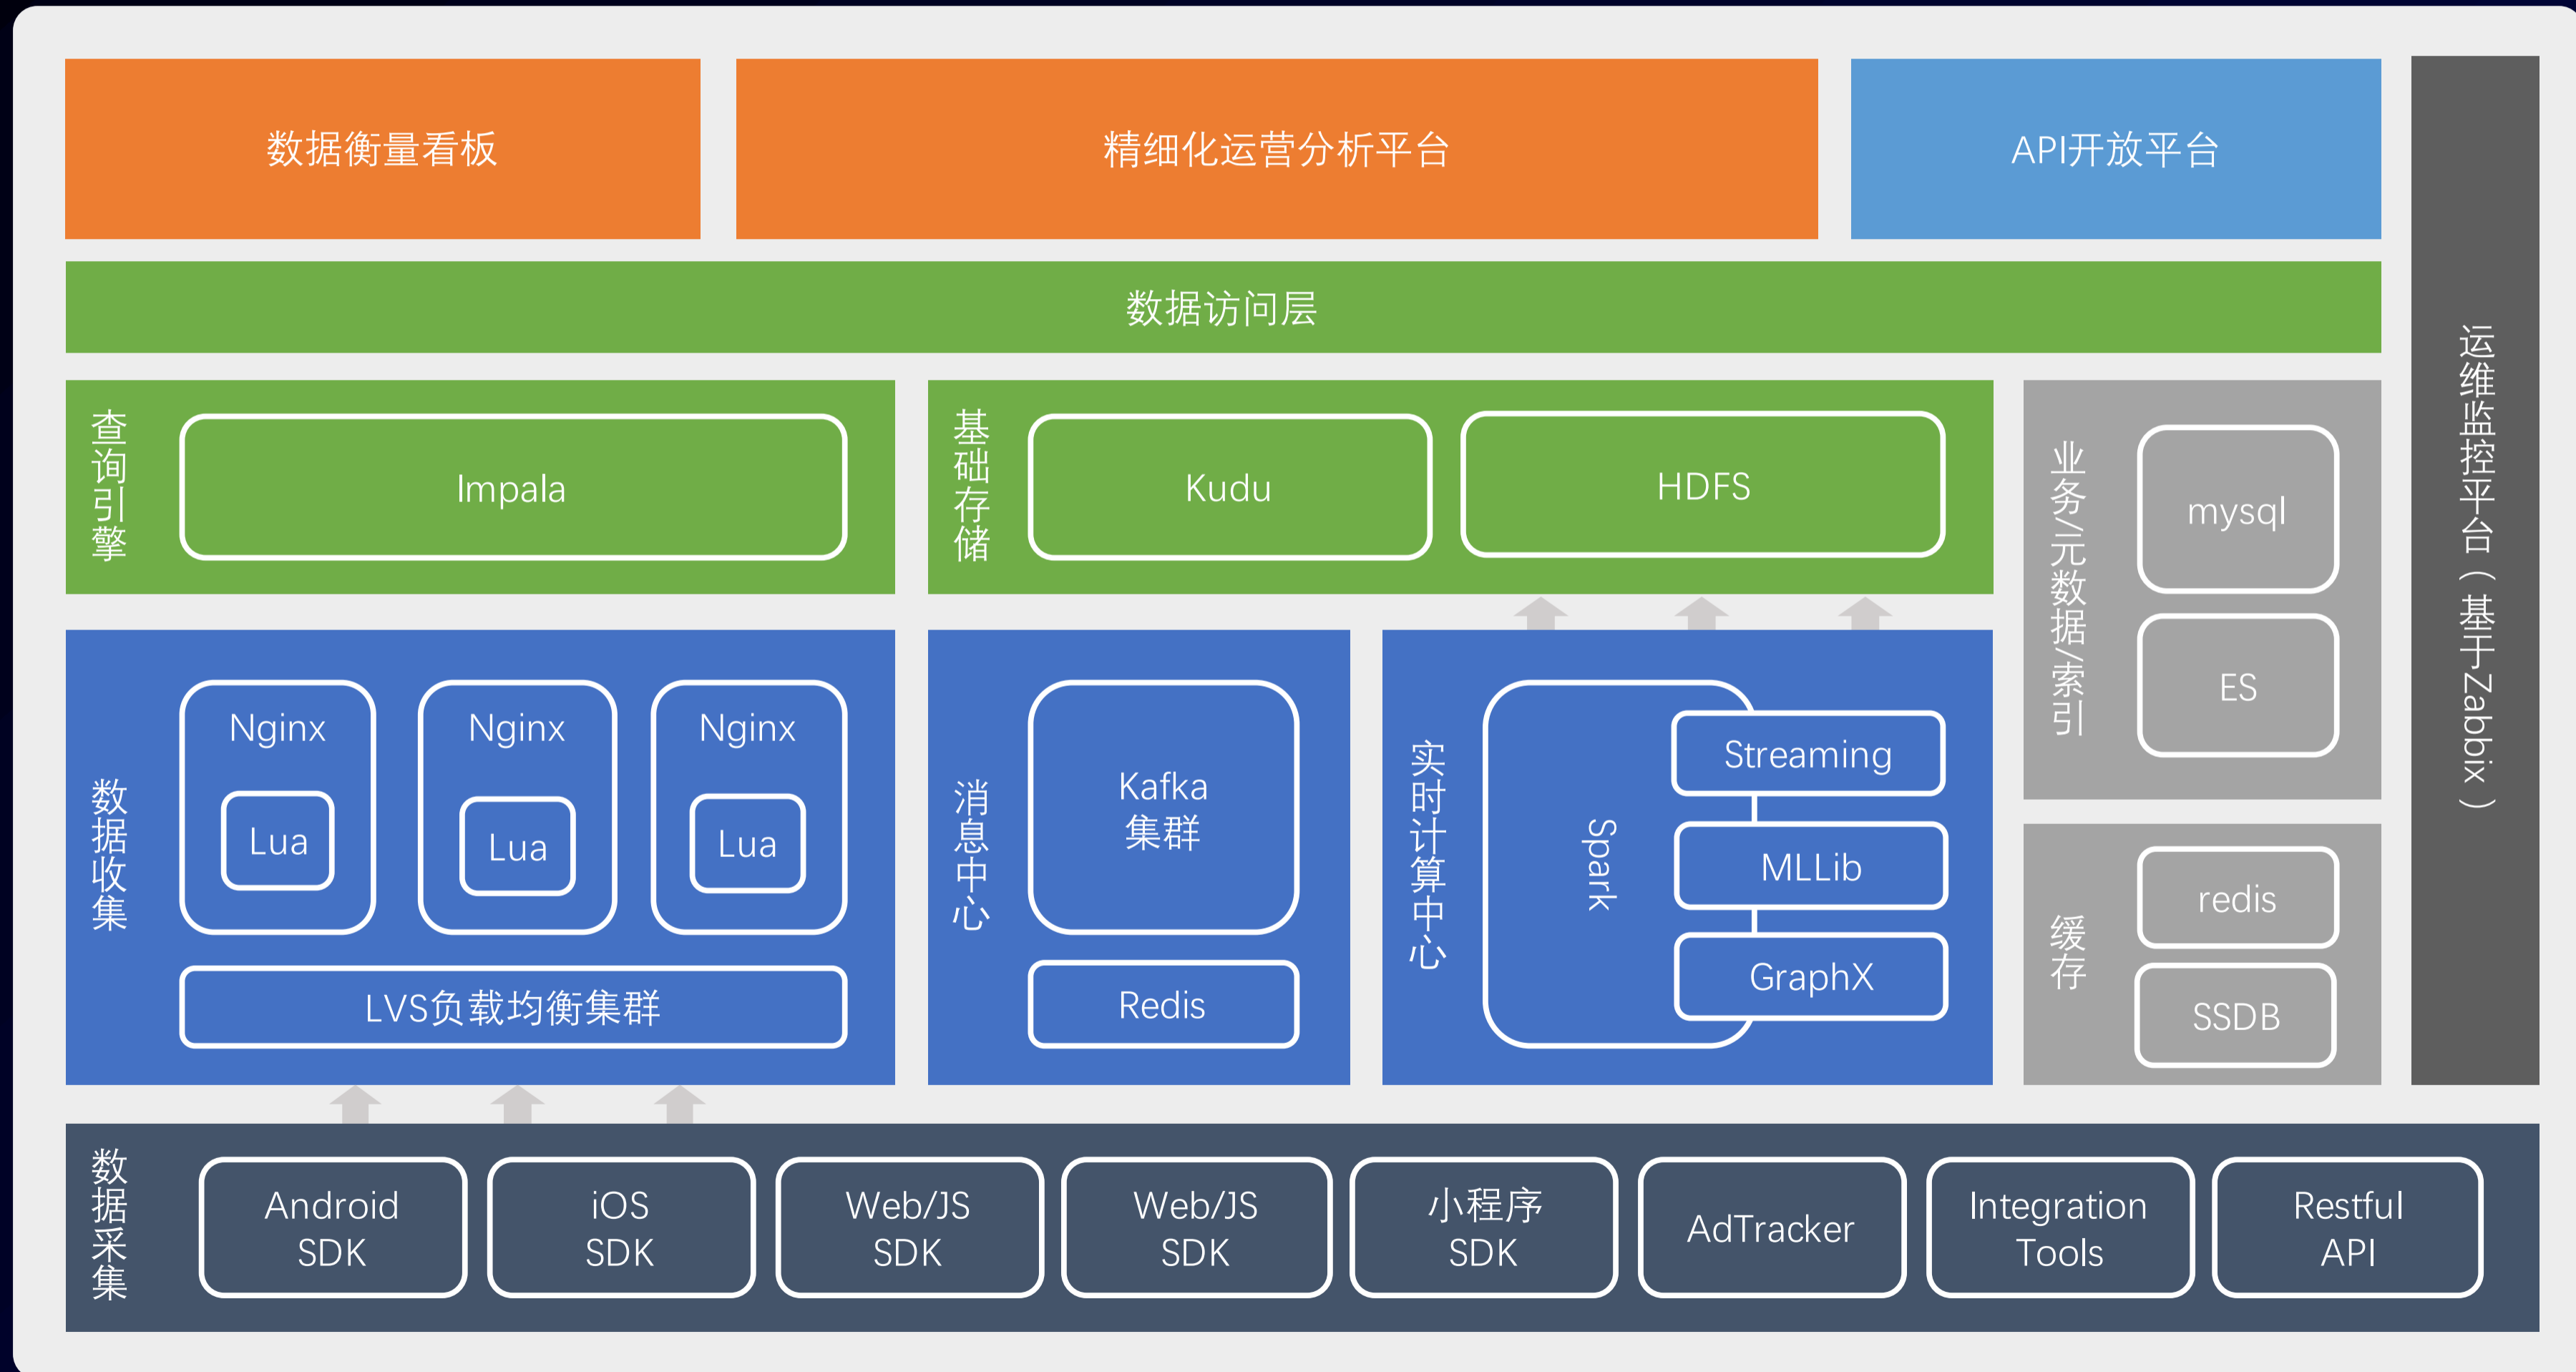 数据衡量看板
精细化运营分析平台
API开放平台
数据访问层
查询引擎
Impala
基础存储
Kudu
HDFS
业务/元数据/索引
mysql
ES
运维监控平台（基于Zabbix）
数据收集
Nginx
Lua
Nginx
Lua
Nginx
Lua
LVS负载均衡集群
消息中心
Kafka
集群
Redis
实时计算中心
Spark
Streaming
MLLib
GraphX
缓存
redis
SSDB
数据采集
Android
SDK
iOS
SDK
Web/JS
SDK
Web/JS
SDK
小程序
SDK
AdTracker
Integration
Tools
Restful
API